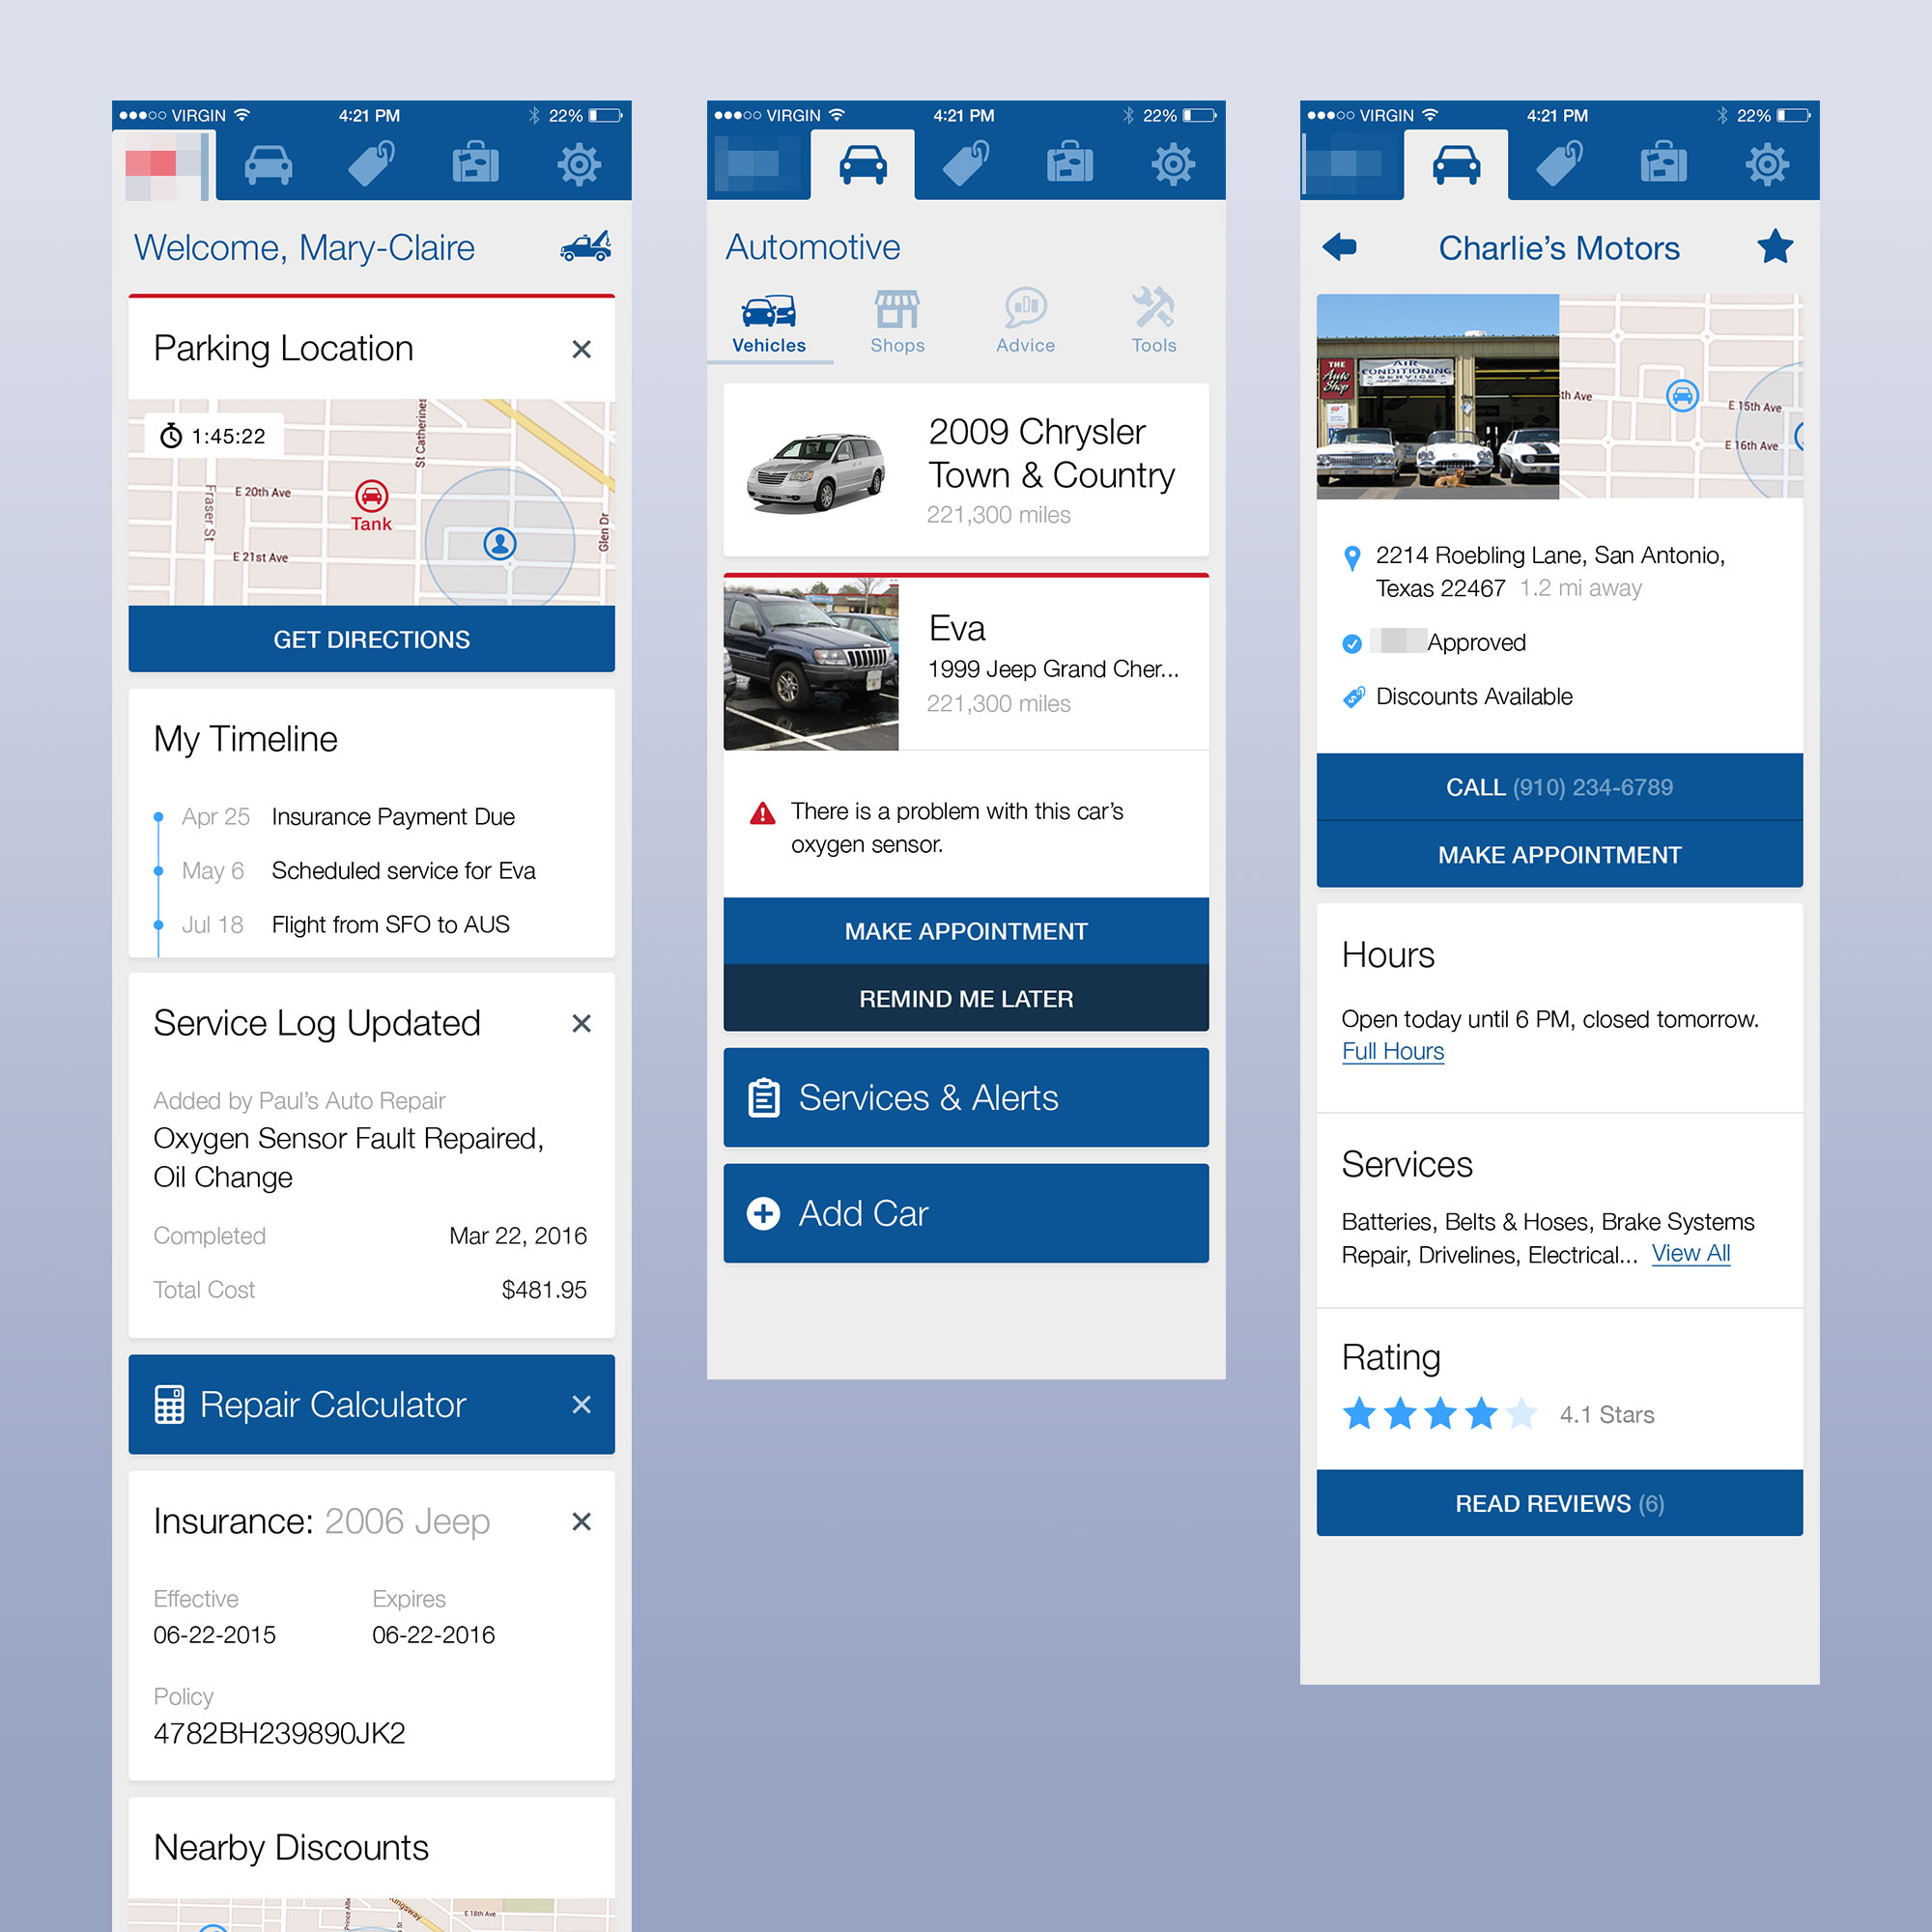 VIRGIN
4:21 PM
22%
Welcome, Mary-Claire
Parking Location
1:45:22
St Catherines
Fraser St
E 20th Ave
Tank
E 21st Ave
Glen Dr
GET DIRECTIONS
My Timeline
Apr 25 Insurance Payment Due
May 6 Scheduled service for Eva
Jul 18 Flight from SFO to AUS
Service Log Updated
Added by Paul's Auto Repair
Oxygen Sensor Fault Repaired,
Oil Change
Completed Mar 22, 2016
Total Cost $481.95
Repair Calculator
Insurance: 2006 Jeep
Effective Expires
06-22-2015 06-22-2016
Policy
4782BH239890JK2
Nearby Discounts
Kingsway
E 18th Ave
VIRGIN
4:21 PM
22%
Automotive
Vehicles Shops Advice Tools
2009 Chrysler
Town & Country
221,300 miles
Eva
1999 Jeep Grand Cher...
221,300 miles
There is a problem with this car's
oxygen sensor.
MAKE APPOINTMENT
REMIND ME LATER
Services & Alerts
Add Car
VIRGIN
4:21 PM
22%
Charlie's Motors
THE
Auto
Shop
AIR
CONDITIONING
SERVICE
th Ave
E 15th Ave
E 16th Ave
2214 Roebling Lane, San Antonio,
Texas 22467 1.2 mi away
Approved
Discounts Available
CALL (910) 234-6789
MAKE APPOINTMENT
Hours
Open today until 6 PM, closed tomorrow.
Full Hours
Services
Batteries, Belts & Hoses, Brake Systems
Repair, Drivelines, Electrical... View All
Rating
4.1 Stars
READ REVIEWS (6)